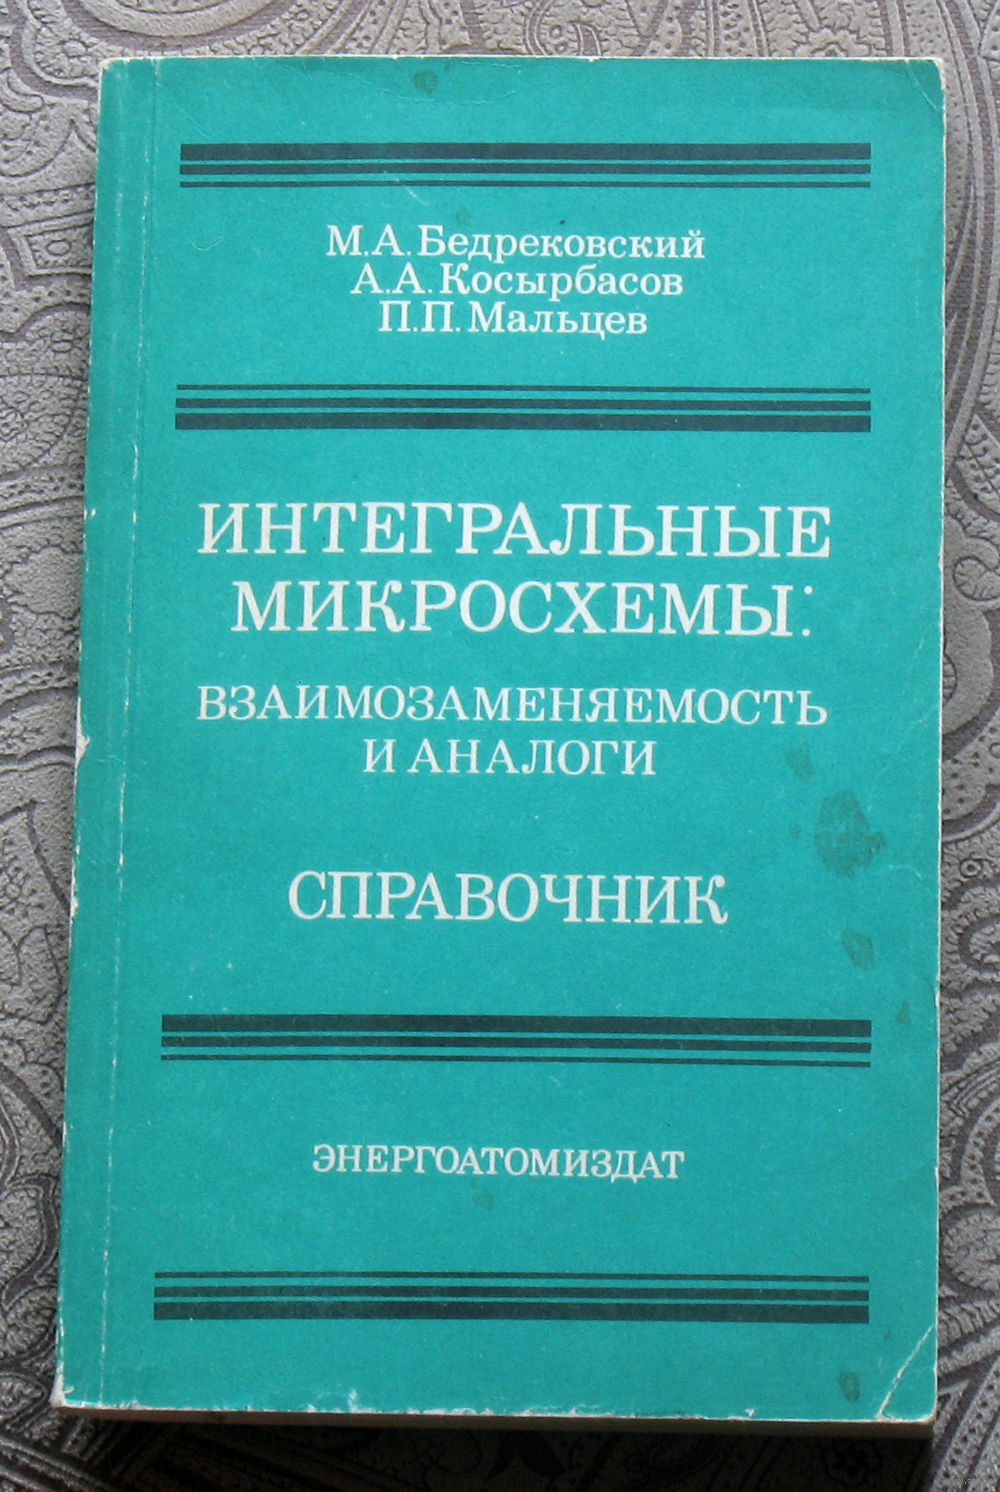 М.А.Бедрековский
А.А.Косырбасов
П.П.Мальцев
ИНТЕГРАЛЬНЫЕ
МИКРОСХЕМЫ:
ВЗАИМОЗАМЕНЯЕМОСТЬ
И АНАЛОГИ
СПРАВОЧНИК
ЭНЕРГОАТОМИЗДАТ